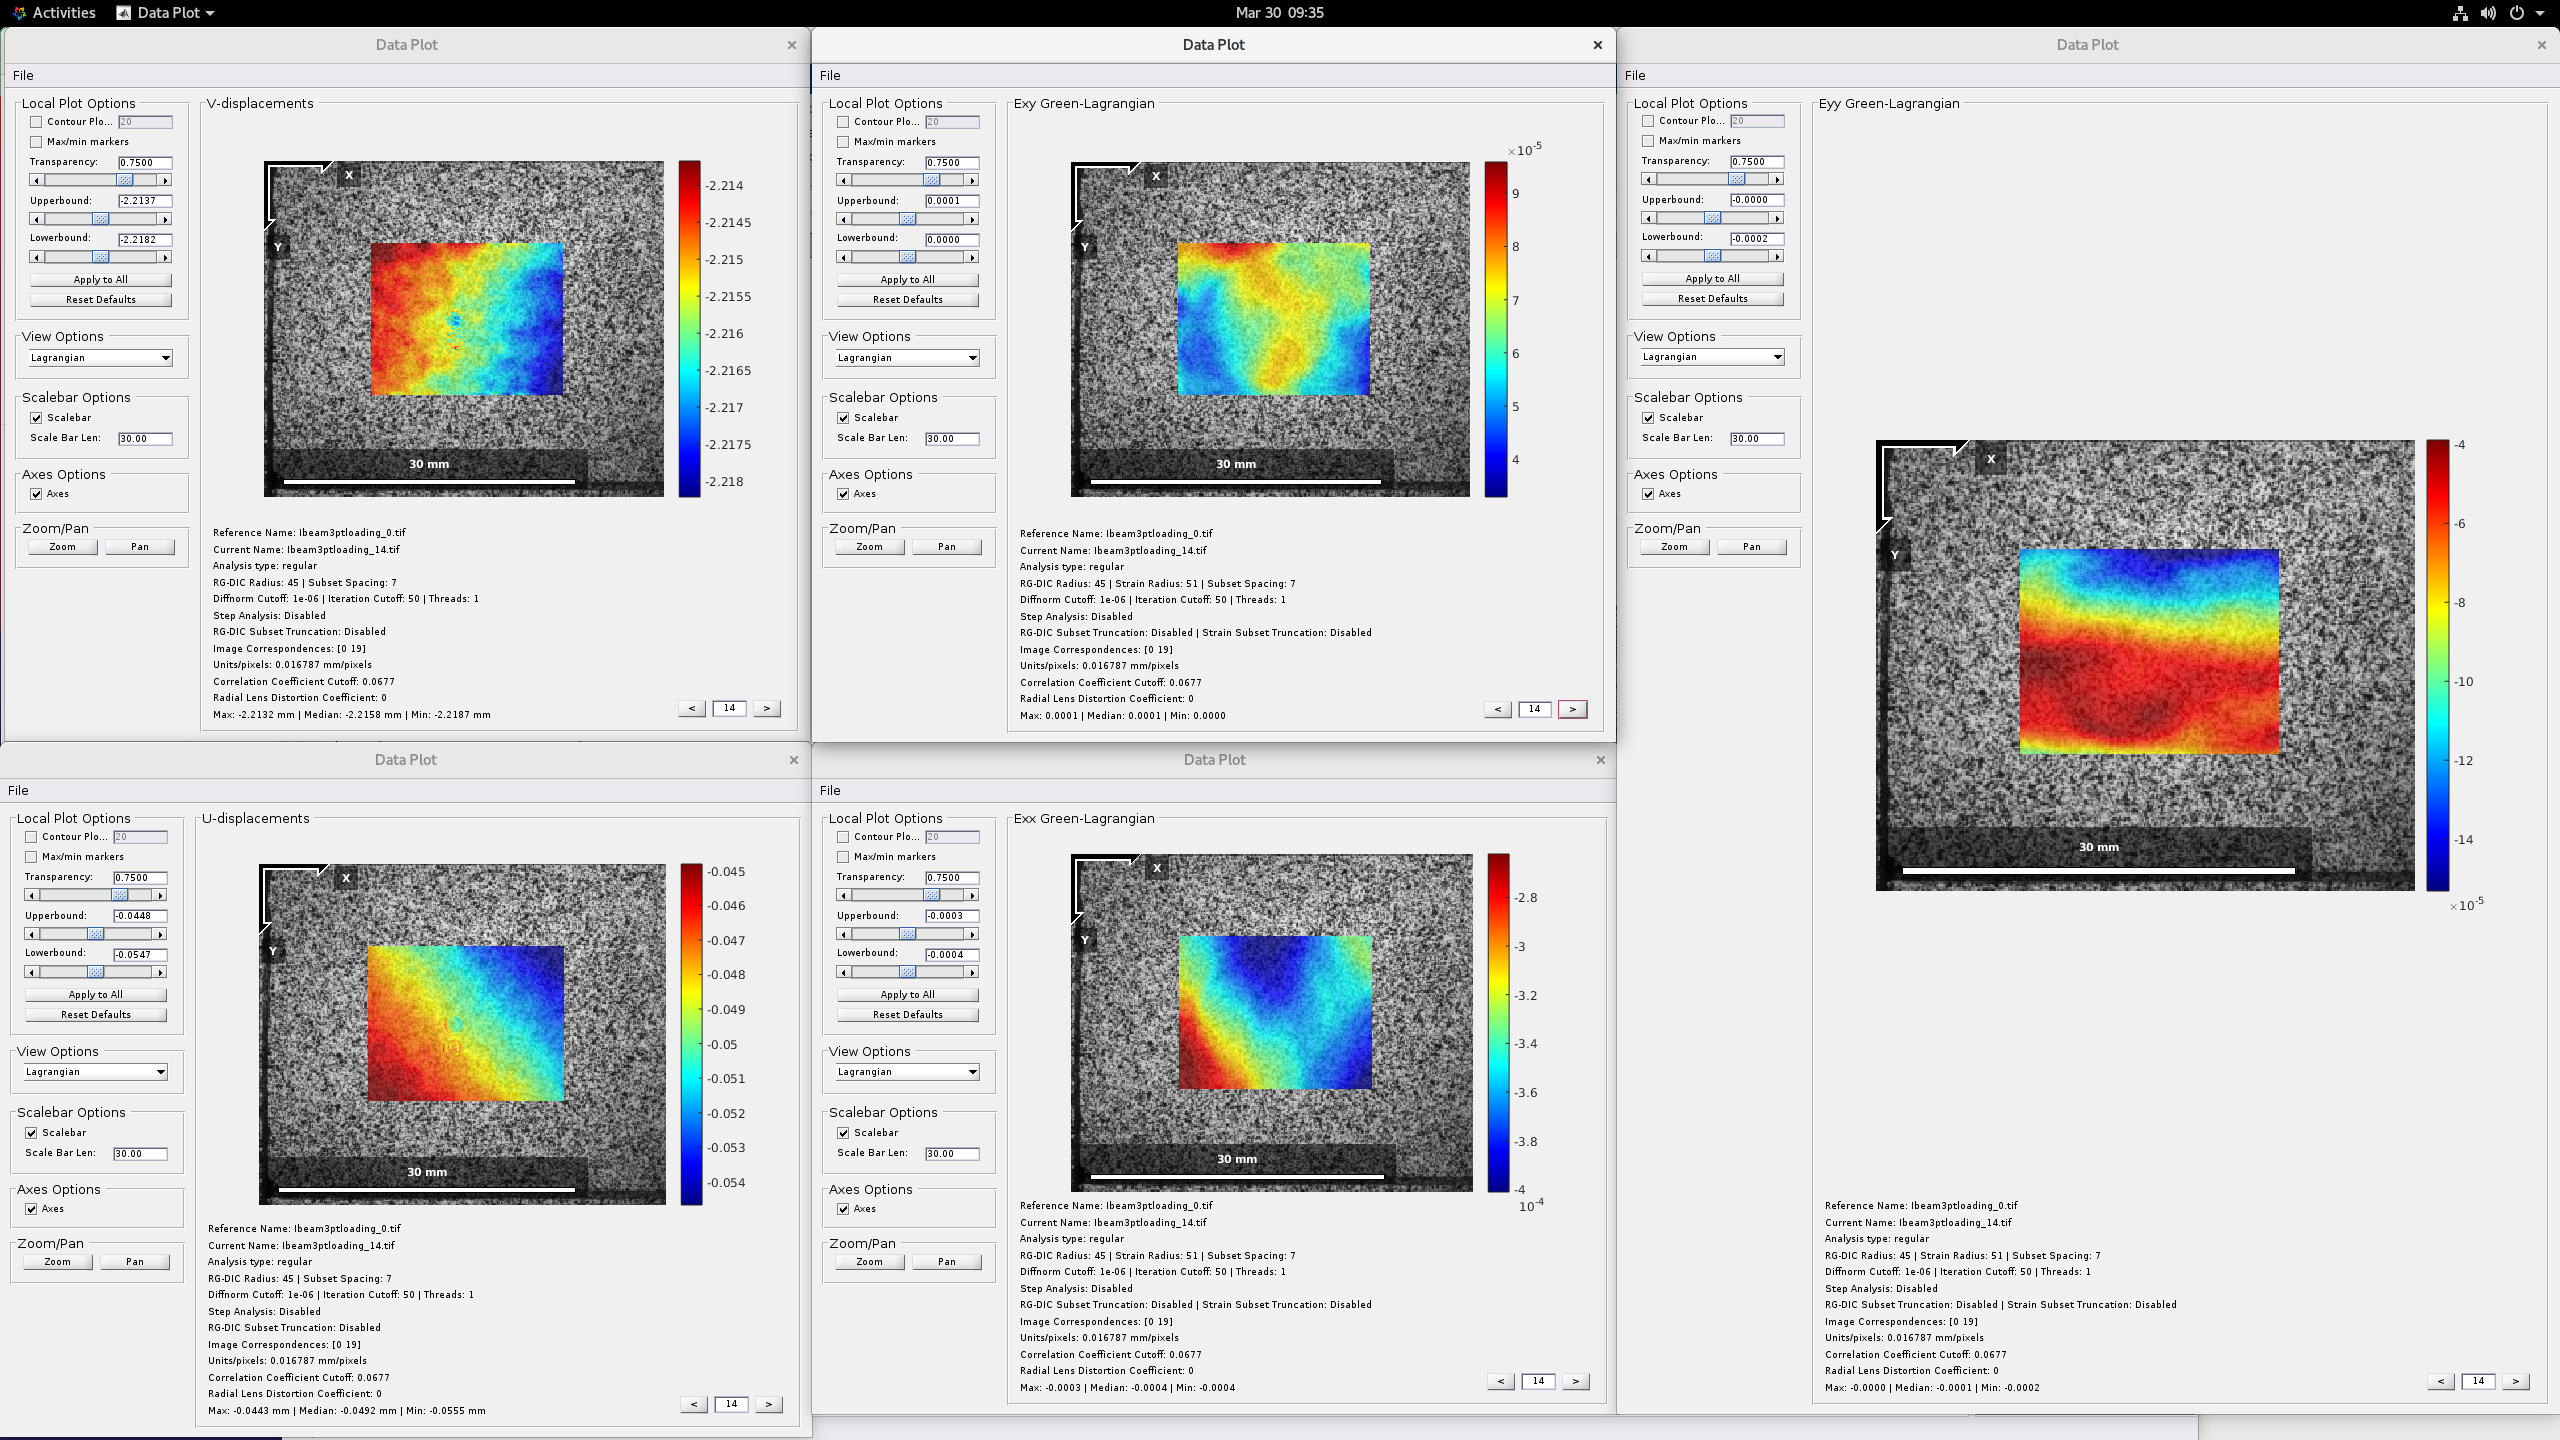 Activities
Data Plot
Mar 30 09:35
Data Plot
File
Local Plot Options
Contour Plo... 20
Max/min markers
Transparency: 0.7500
Upperbound: -2.2137
Lowerbound: -2.2182
Apply to All
Reset Defaults
View Options
Lagrangian
Scalebar Options
Scalebar
Scale Bar Len: 30.00
Axes Options
Axes
Zoom/Pan
Zoom Pan
V-displacements
X
Y
30 mm
-2.214
-2.2145
-2.215
-2.2155
-2.216
-2.2165
-2.217
-2.2175
-2.218
Reference Name: Ibeam3ptloading_0.tif
Current Name: Ibeam3ptloading_14.tif
Analysis type: regular
RG-DIC Radius: 45 | Subset Spacing: 7
Diffnorm Cutoff: 1e-06 | Iteration Cutoff: 50 | Threads: 1
Step Analysis: Disabled
RG-DIC Subset Truncation: Disabled
Image Correspondences: [0 19]
Units/pixels: 0.016787 mm/pixels
Correlation Coefficient Cutoff: 0.0677
Radial Lens Distortion Coefficient: 0
Max: -2.2132 mm | Median: -2.2158 mm | Min: -2.2187 mm
< 14 >
Data Plot
File
Local Plot Options
Contour Plo... 20
Max/min markers
Transparency: 0.7500
Upperbound: 0.0001
Lowerbound: 0.0000
Apply to All
Reset Defaults
View Options
Lagrangian
Scalebar Options
Scalebar
Scale Bar Len: 30.00
Axes Options
Axes
Zoom/Pan
Zoom Pan
Exy Green-Lagrangian
X
Y
30 mm
×10-5
9
8
7
6
5
4
Reference Name: Ibeam3ptloading_0.tif
Current Name: Ibeam3ptloading_14.tif
Analysis type: regular
RG-DIC Radius: 45 | Strain Radius: 51 | Subset Spacing: 7
Diffnorm Cutoff: 1e-06 | Iteration Cutoff: 50 | Threads: 1
Step Analysis: Disabled
RG-DIC Subset Truncation: Disabled | Strain Subset Truncation: Disabled
Image Correspondences: [0 19]
Units/pixels: 0.016787 mm/pixels
Correlation Coefficient Cutoff: 0.0677
Radial Lens Distortion Coefficient: 0
Max: 0.0001 | Median: 0.0001 | Min: 0.0000
< 14 >
Data Plot
File
Local Plot Options
Contour Plo... 20
Max/min markers
Transparency: 0.7500
Upperbound: -0.0000
Lowerbound: -0.0002
Apply to All
Reset Defaults
View Options
Lagrangian
Scalebar Options
Scalebar
Scale Bar Len: 30.00
Axes Options
Axes
Zoom/Pan
Zoom Pan
Eyy Green-Lagrangian
X
Y
30 mm
-4
-6
-8
-10
-12
-14
×10-5
Reference Name: Ibeam3ptloading_0.tif
Current Name: Ibeam3ptloading_14.tif
Analysis type: regular
RG-DIC Radius: 45 | Strain Radius: 51 | Subset Spacing: 7
Diffnorm Cutoff: 1e-06 | Iteration Cutoff: 50 | Threads: 1
Step Analysis: Disabled
RG-DIC Subset Truncation: Disabled | Strain Subset Truncation: Disabled
Image Correspondences: [0 19]
Units/pixels: 0.016787 mm/pixels
Correlation Coefficient Cutoff: 0.0677
Radial Lens Distortion Coefficient: 0
Max: -0.0000 | Median: -0.0001 | Min: -0.0002
< 14 >
Data Plot
File
Local Plot Options
Contour Plo... 20
Max/min markers
Transparency: 0.7500
Upperbound: -0.0448
Lowerbound: -0.0547
Apply to All
Reset Defaults
View Options
Lagrangian
Scalebar Options
Scalebar
Scale Bar Len: 30.00
Axes Options
Axes
Zoom/Pan
Zoom Pan
U-displacements
X
Y
30 mm
-0.045
-0.046
-0.047
-0.048
-0.049
-0.05
-0.051
-0.052
-0.053
-0.054
Reference Name: Ibeam3ptloading_0.tif
Current Name: Ibeam3ptloading_14.tif
Analysis type: regular
RG-DIC Radius: 45 | Subset Spacing: 7
Diffnorm Cutoff: 1e-06 | Iteration Cutoff: 50 | Threads: 1
Step Analysis: Disabled
RG-DIC Subset Truncation: Disabled
Image Correspondences: [0 19]
Units/pixels: 0.016787 mm/pixels
Correlation Coefficient Cutoff: 0.0677
Radial Lens Distortion Coefficient: 0
Max: -0.0443 mm | Median: -0.0492 mm | Min: -0.0555 mm
< 14 >
Data Plot
File
Local Plot Options
Contour Plo... 20
Max/min markers
Transparency: 0.7500
Upperbound: -0.0003
Lowerbound: -0.0004
Apply to All
Reset Defaults
View Options
Lagrangian
Scalebar Options
Scalebar
Scale Bar Len: 30.00
Axes Options
Axes
Zoom/Pan
Zoom Pan
Exx Green-Lagrangian
X
Y
30 mm
-2.8
-3
-3.2
-3.4
-3.6
-3.8
-4
10-4
Reference Name: Ibeam3ptloading_0.tif
Current Name: Ibeam3ptloading_14.tif
Analysis type: regular
RG-DIC Radius: 45 | Strain Radius: 51 | Subset Spacing: 7
Diffnorm Cutoff: 1e-06 | Iteration Cutoff: 50 | Threads: 1
Step Analysis: Disabled
RG-DIC Subset Truncation: Disabled | Strain Subset Truncation: Disabled
Image Correspondences: [0 19]
Units/pixels: 0.016787 mm/pixels
Correlation Coefficient Cutoff: 0.0677
Radial Lens Distortion Coefficient: 0
Max: -0.0003 | Median: -0.0004 | Min: -0.0004
< 14 >